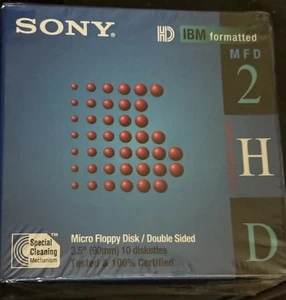 SONY
HD IBM formatted
MFD
2
H
D
Special
Cleaning
Mechanism
Micro Floppy Disk / Double Sided
3.5" (90mm) 10 diskettes
Tested & 100% Certified